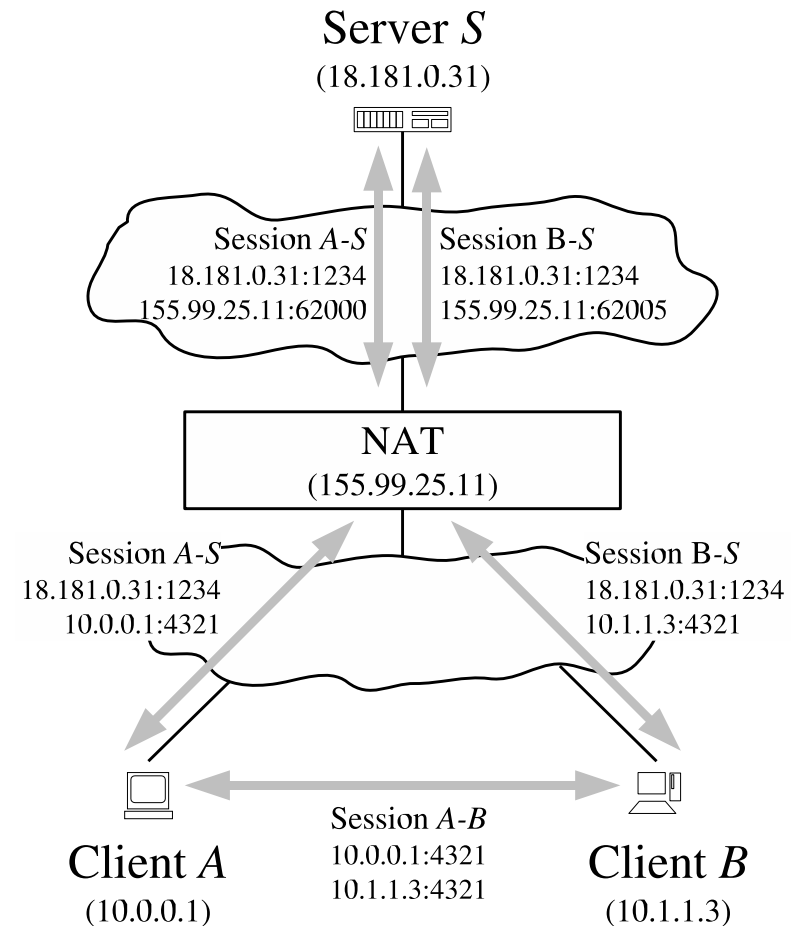 Server S
(18.181.0.31)
Session A-S
18.181.0.31:1234
155.99.25.11:62000
Session B-S
18.181.0.31:1234
155.99.25.11:62005
NAT
(155.99.25.11)
Session A-S
18.181.0.31:1234
10.0.0.1:4321
Session B-S
18.181.0.31:1234
10.1.1.3:4321
Session A-B
10.0.0.1:4321
10.1.1.3:4321
Client A
(10.0.0.1)
Client B
(10.1.1.3)